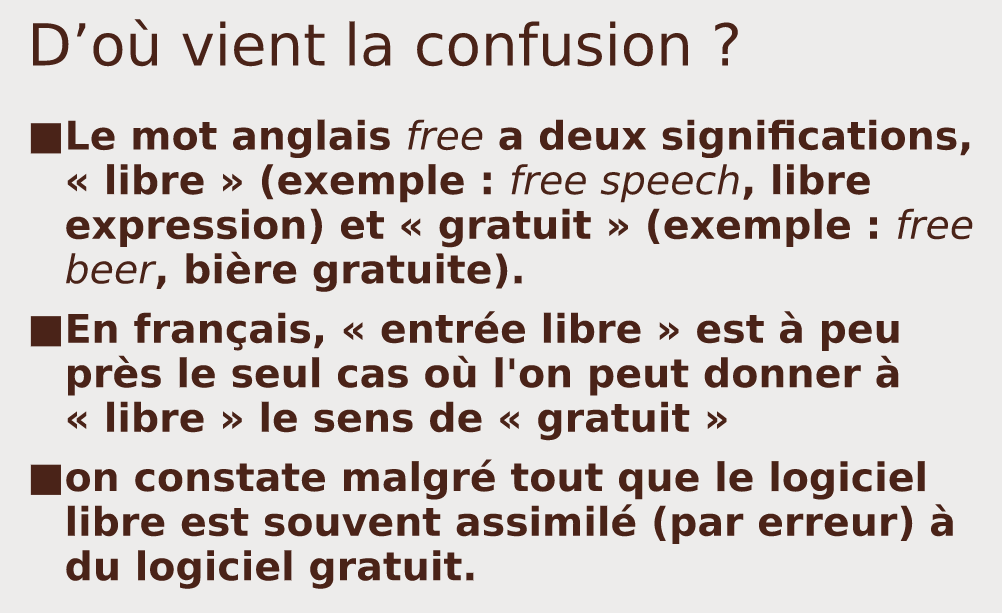 D’où vient la confusion ?
■Le mot anglais free a deux significations,
« libre » (exemple : free speech, libre
expression) et « gratuit » (exemple : free
beer, bière gratuite).
■En français, « entrée libre » est à peu
près le seul cas où l'on peut donner à
« libre » le sens de « gratuit »
■on constate malgré tout que le logiciel
libre est souvent assimilé (par erreur) à
du logiciel gratuit.